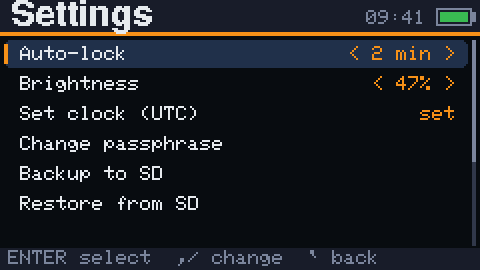 Settings 09:41
Auto-lock < 2 min >
Brightness < 47% >
Set clock (UTC) set
Change passphrase
Backup to SD
Restore from SD
ENTER select ,/ change ` back